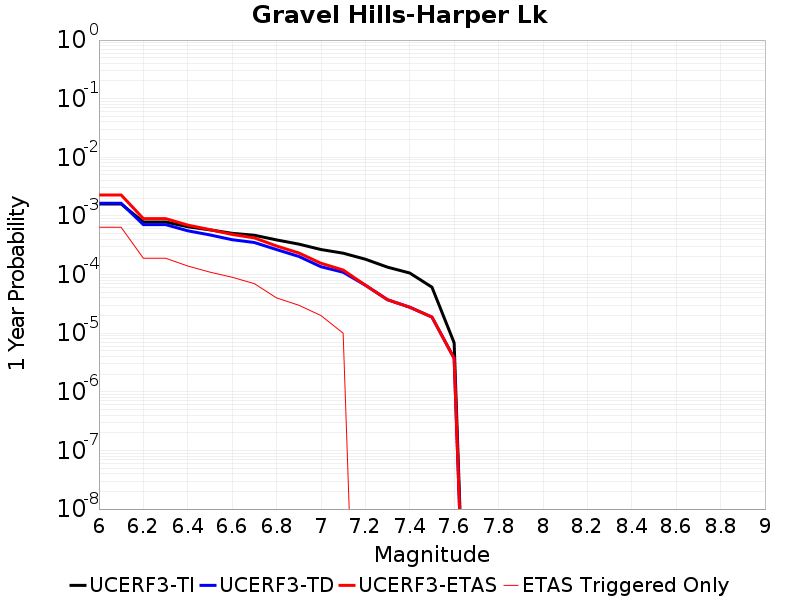 Gravel Hills-Harper Lk
1 Year Probability
10^0
10^-1
10^-2
10^-3
10^-4
10^-5
10^-6
10^-7
10^-8
6 6.2 6.4 6.6 6.8 7 7.2 7.4 7.6 7.8 8 8.2 8.4 8.6 8.8 9
Magnitude
UCERF3-TI UCERF3-TD UCERF3-ETAS ETAS Triggered Only